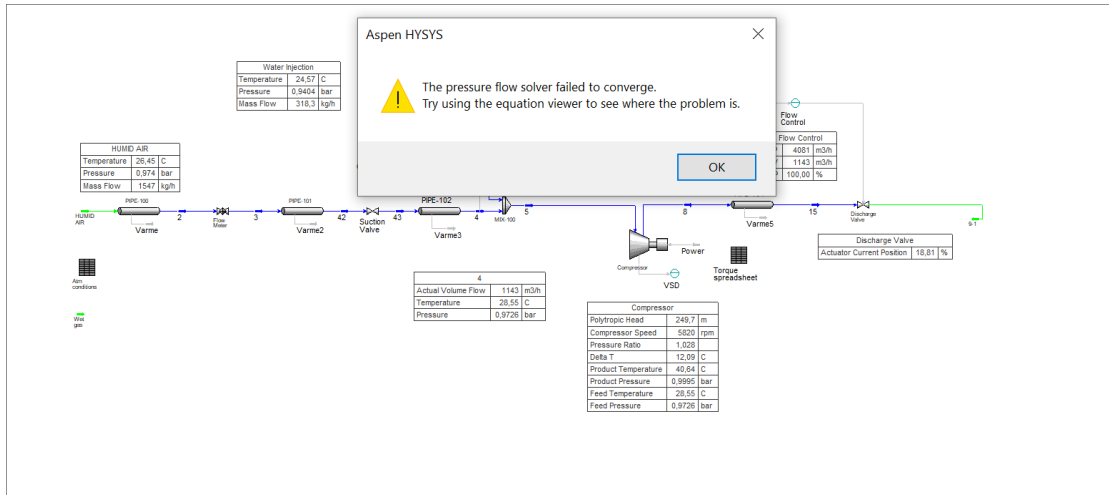 Aspen HYSYS
The pressure flow solver failed to converge.
Try using the equation viewer to see where the problem is.
OK
Water Injection
Temperature 24,57 C
Pressure 0,9404 bar
Mass Flow 318,3 kg/h
Flow
Control
Flow Control
4081 m3/h
1143 m3/h
100,00 %
HUMID AIR
Temperature 26,45 C
Pressure 0,974 bar
Mass Flow 1547 kg/h
HUMID
AIR
PIPE-100
Varme
2
Flow
Meter
3
PIPE-101
Varme2
42
Suction
Valve
43
PIPE-102
Varme3
4
MIX-100
5
Compressor
Power
VSD
8
Varme5
15
Discharge
Valve
9-1
Torque
spreadsheet
Discharge Valve
Actuator Current Position 18,81 %
Atm
conditions
Wet
gas
4
Actual Volume Flow 1143 m3/h
Temperature 28,55 C
Pressure 0,9726 bar
Compressor
Polytropic Head 249,7 m
Compressor Speed 5820 rpm
Pressure Ratio 1,028
Delta T 12,09 C
Product Temperature 40,64 C
Product Pressure 0,9995 bar
Feed Temperature 28,55 C
Feed Pressure 0,9726 bar